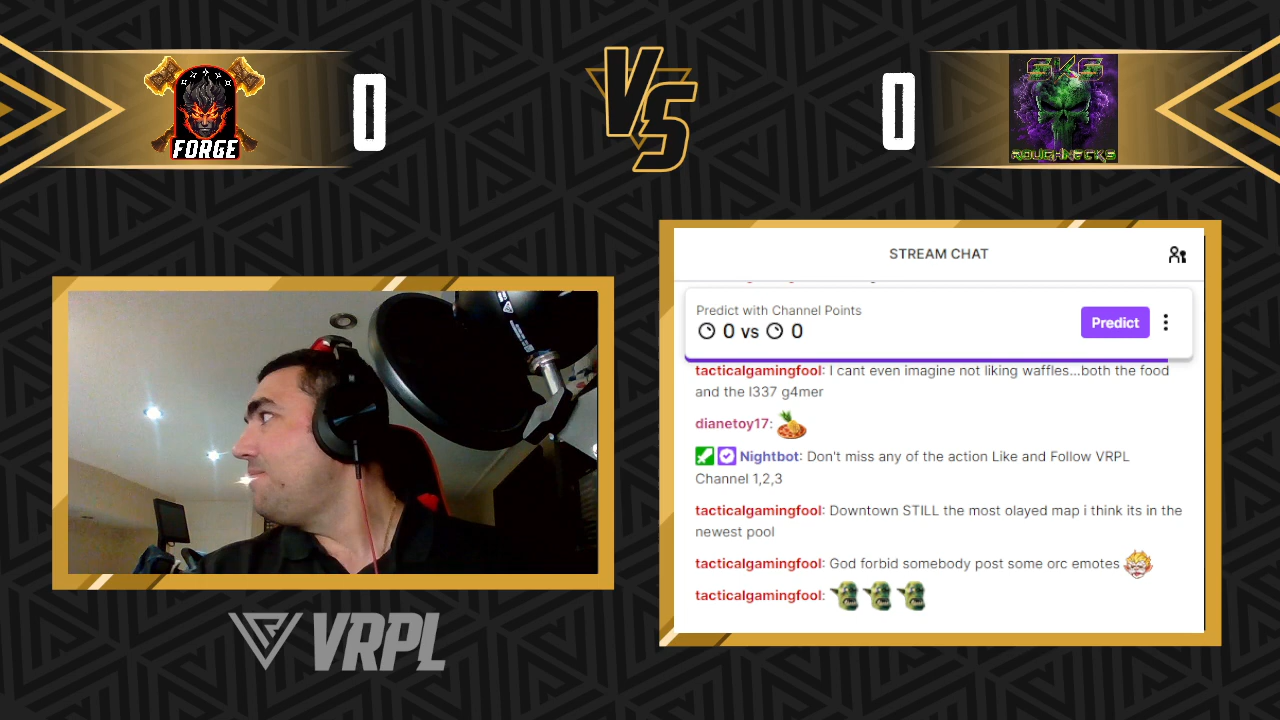 FORGE
0
VS
0
GKG
ROUGHNECKS
STREAM CHAT
Predict with Channel Points
0 vs 0
Predict
tacticalgamingfool: I cant even imagine not liking waffles...both the food
and the l337 g4mer
dianetoy17:
Nightbot: Don't miss any of the action Like and Follow VRPL
Channel 1,2,3
tacticalgamingfool: Downtown STILL the most olayed map i think its in the
newest pool
tacticalgamingfool: God forbid somebody post some orc emotes
tacticalgamingfool:
VRPL